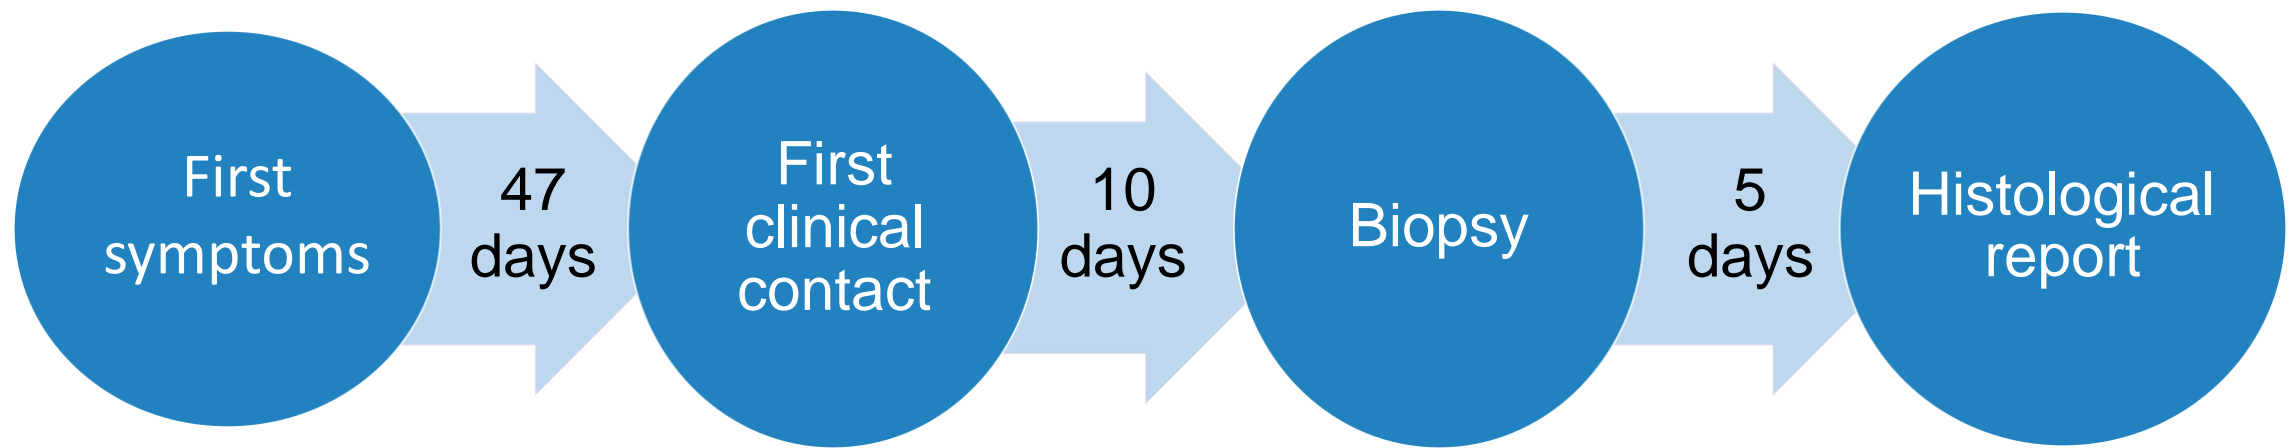 First
symptoms
47
days
First
clinical
contact
10
days
Biopsy
5
days
Histological
report